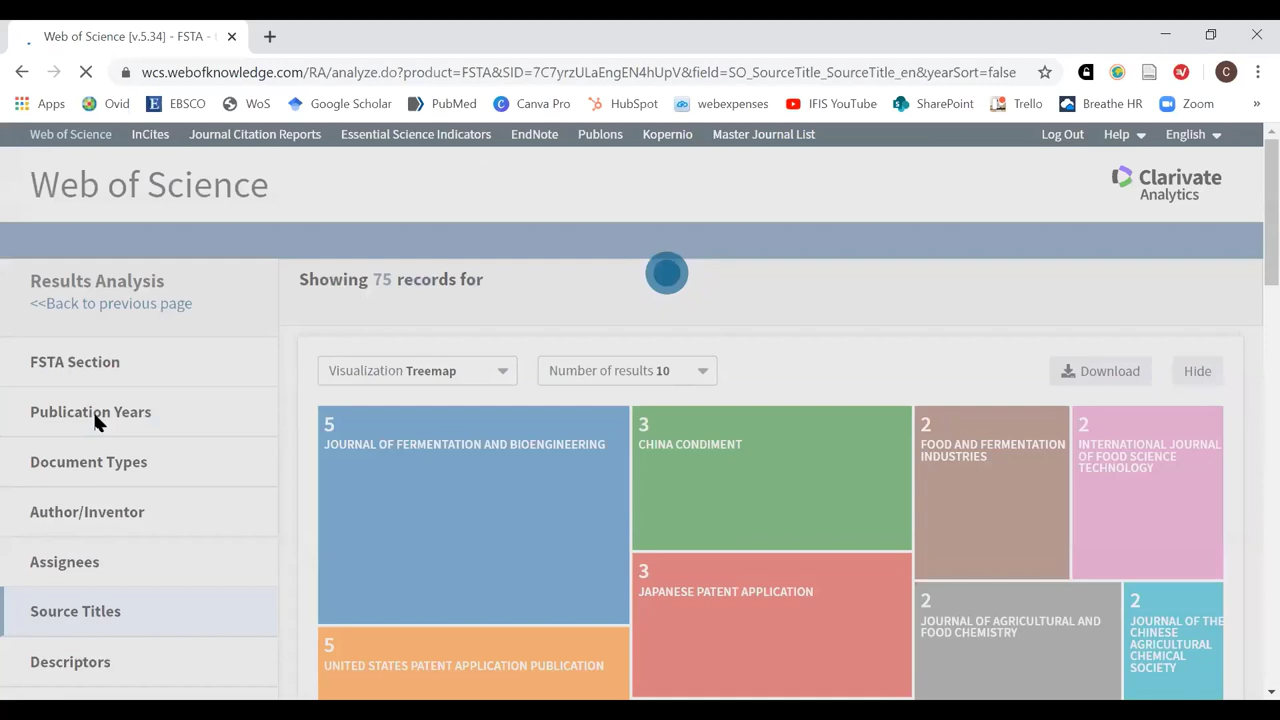 Web of Science [v.5.34] - FSTA -
wcs.webofknowledge.com/RA/analyze.do?product=FSTA&SID=7C7yrzULaEngEN4hUpV&field=SO_SourceTitle_SourceTitle_en&yearSort=false
C
Apps Ovid EBSCO WoS Google Scholar PubMed Canva Pro HubSpot webexpenses IFIS YouTube SharePoint Trello Breathe HR Zoom »
Web of Science InCites Journal Citation Reports Essential Science Indicators EndNote Publons Kopernio Master Journal List Log Out Help English
Web of Science
Clarivate
Analytics
Results Analysis
<<Back to previous page
Showing 75 records for
FSTA Section
Publication Years
Document Types
Author/Inventor
Assignees
Source Titles
Descriptors
Visualization Treemap
Number of results 10
Download
Hide
5
JOURNAL OF FERMENTATION AND BIOENGINEERING
3
CHINA CONDIMENT
2
FOOD AND FERMENTATION
INDUSTRIES
2
INTERNATIONAL JOURNAL
OF FOOD SCIENCE
TECHNOLOGY
3
JAPANESE PATENT APPLICATION
2
JOURNAL OF AGRICULTURAL AND
FOOD CHEMISTRY
2
JOURNAL OF THE
CHINESE
AGRICULTURAL
CHEMICAL
SOCIETY
5
UNITED STATES PATENT APPLICATION PUBLICATION